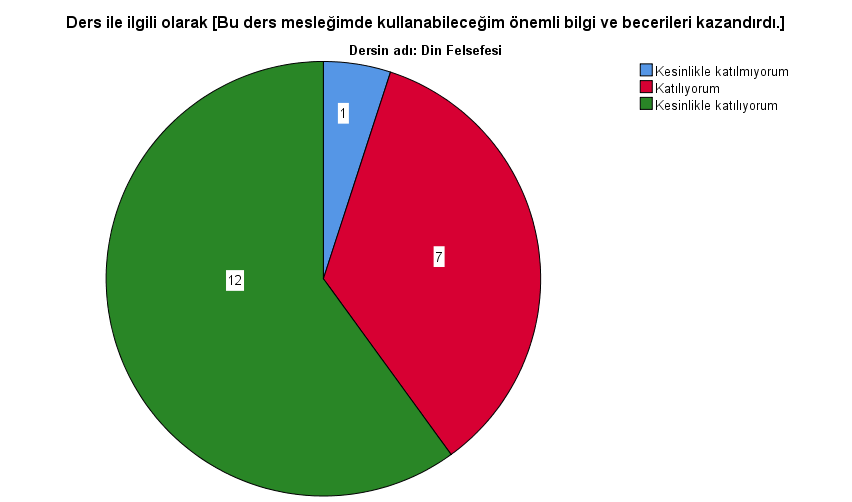 Ders ile ilgili olarak [Bu ders mesleğimde kullanabileceğim önemli bilgi ve becerileri kazandırdı.]
Dersin adı: Din Felsefesi
Kesinlikle katılmıyorum
Katılıyorum
Kesinlikle katılıyorum
1
7
12